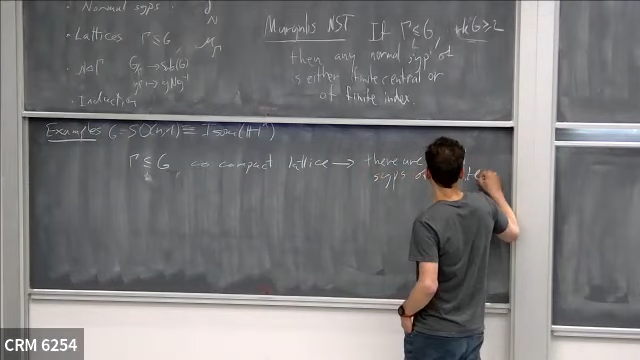 • Normal sgps.
• Lattices Γ ≤ G,
Margulis NST If Γ ≤ G, rk G ≥ 2
then any normal sgp of
is either finite central or
of finite index.
• Induction
Examples G = SO(n,1) ≡ Isom(ℍⁿ)
Γ ≤ G, co compact lattice → there are
sgps
CRM 6254